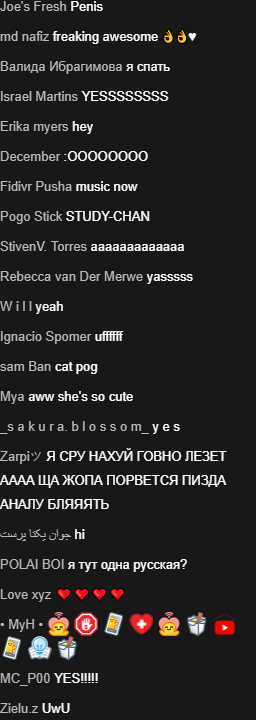 Joe's Fresh Penis
md nafiz freaking awesome 👌👌♥
Валида Ибрагимова я спать
Israel Martins YESSSSSSSS
Erika myers hey
December :OOOOOOOO
Fidivr Pusha music now
Pogo Stick STUDY-CHAN
StivenV. Torres aaaaaaaaaaaaa
Rebecca van Der Merwe yasssss
W i l l yeah
Ignacio Spomer uffffff
sam Ban cat pog
Mya aww she's so cute
_s a k u r a. b l o s s o m_ y e s
Zarpiツ Я СРУ НАХУЙ ГОВНО ЛЕЗЕТ
АААА ЩА ЖОПА ПОРВЕТСЯ ПИЗДА
АНАЛУ БЛЯЯЯТЬ
جوان یکتا پرست hi
POLAI BOI я тут одна русская?
Love xyz ❤❤❤❤
• MyH •
MC_P00 YES!!!!!
Zielu.z UwU